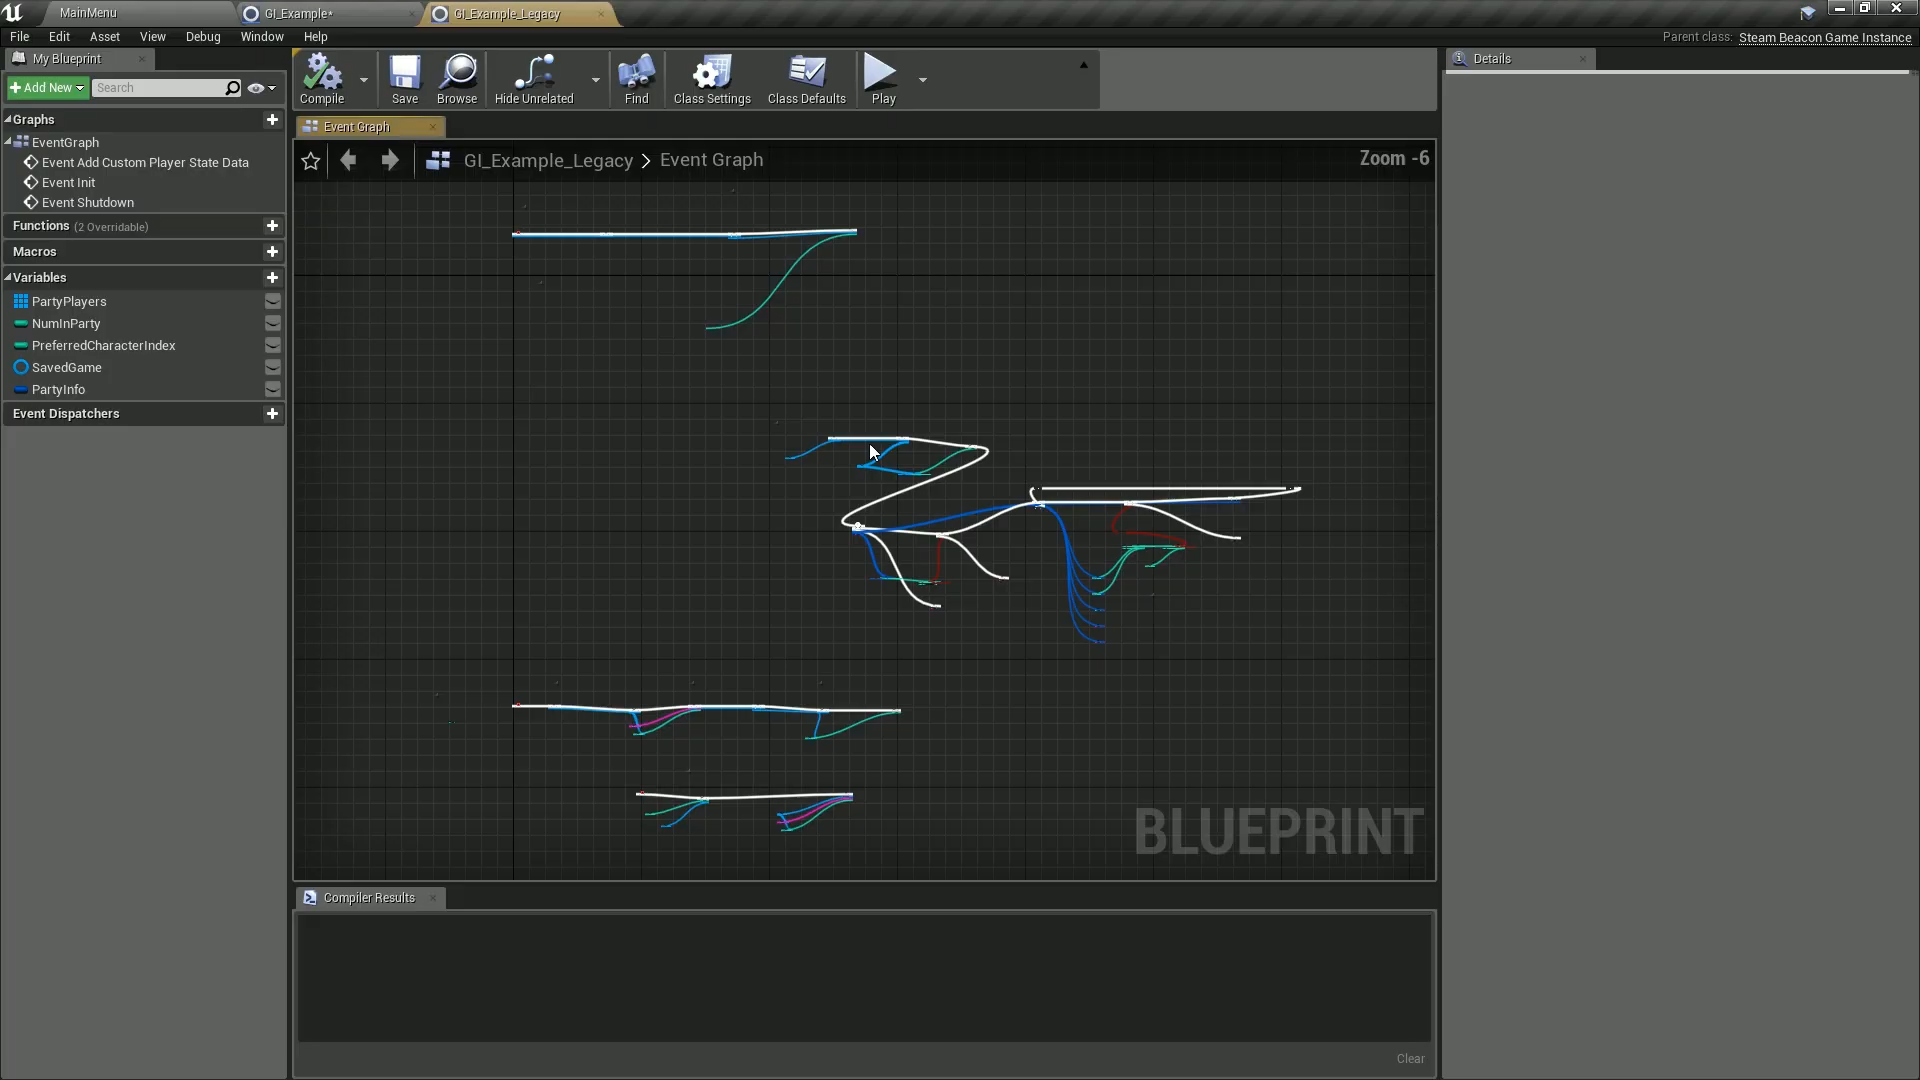 MainMenu
GI_Example*
GI_Example_Legacy
File
Edit
Asset
View
Debug
Window
Help
Parent class:
Steam Beacon Game Instance
My Blueprint
Add New
Search
Graphs
EventGraph
Event Add Custom Player State Data
Event Init
Event Shutdown
Functions (2 Overridable)
Macros
Variables
PartyPlayers
NumInParty
PreferredCharacterIndex
SavedGame
PartyInfo
Event Dispatchers
Compile
Save
Browse
Hide Unrelated
Find
Class Settings
Class Defaults
Play
Event Graph
GI_Example_Legacy > Event Graph
Zoom -6
BLUEPRINT
Compiler Results
Clear
Details